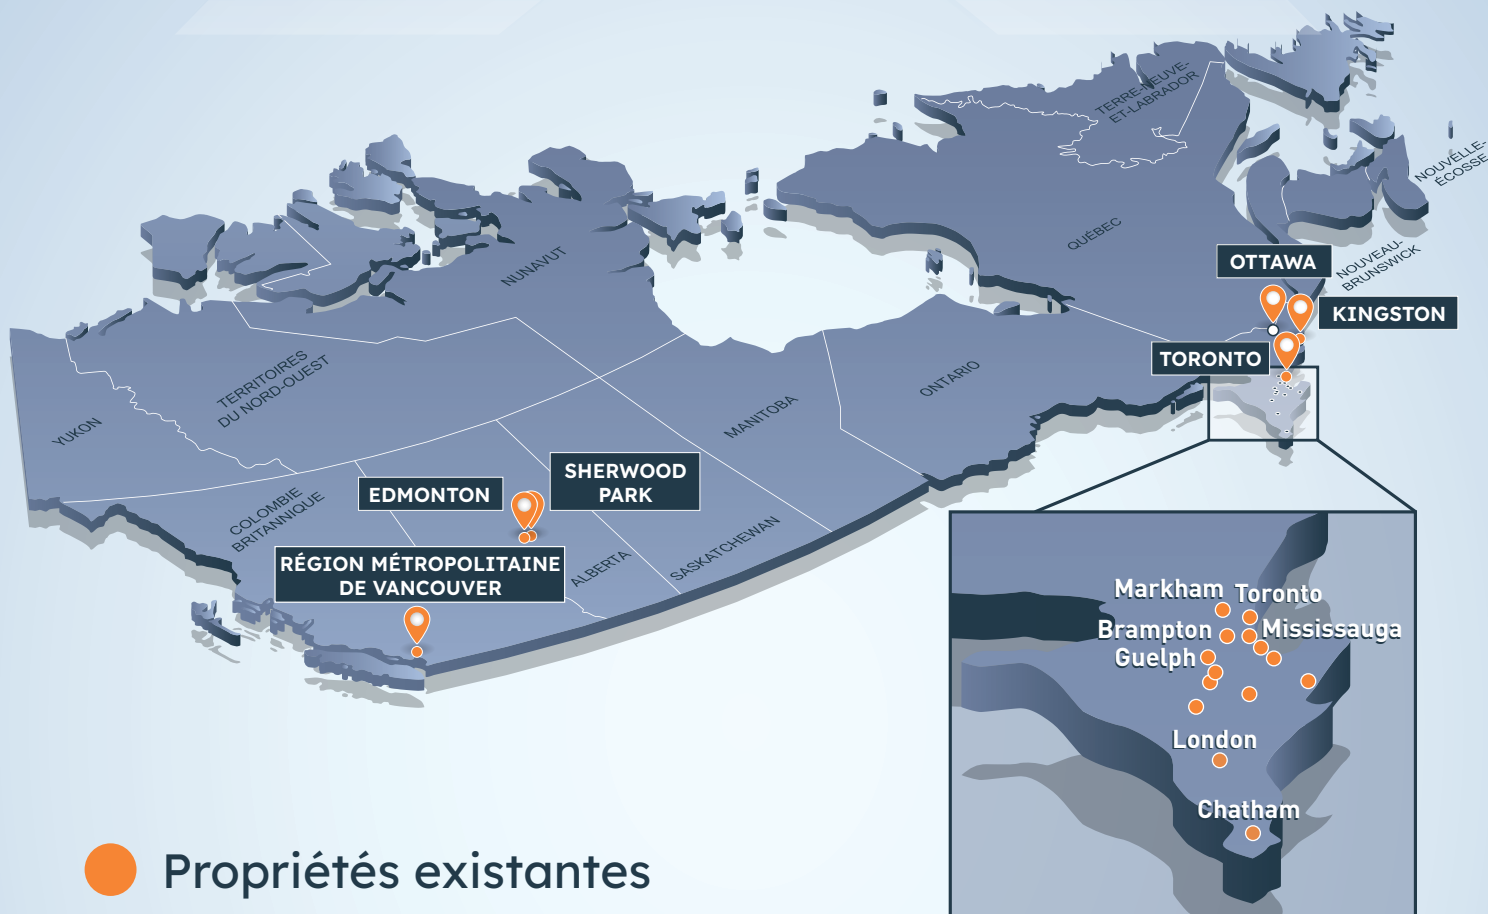 TERRE-NEUVE-
ET-LABRADOR
NOUVELLE-
ÉCOSSE
QUÉBEC
NOUVEAU-
BRUNSWICK
NUNAVUT
OTTAWA
KINGSTON
TORONTO
TERRITOIRES
DU NORD-OUEST
YUKON
MANITOBA
ONTARIO
COLOMBIE
BRITANNIQUE
EDMONTON
SHERWOOD
PARK
RÉGION MÉTROPOLITAINE
DE VANCOUVER
ALBERTA
SASKATCHEWAN
Markham
Toronto
Brampton
Mississauga
Guelph
London
Chatham
Propriétés existantes